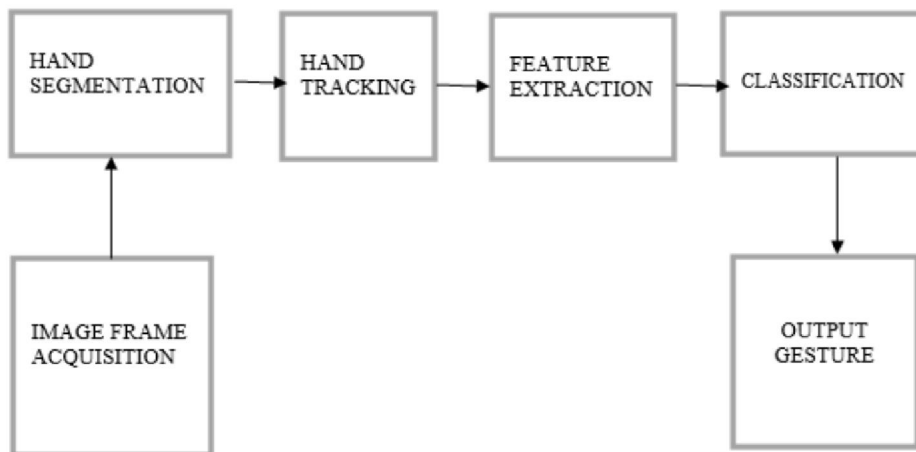 HAND
SEGMENTATION
HAND
TRACKING
FEATURE
EXTRACTION
CLASSIFICATION
IMAGE FRAME
ACQUISITION
OUTPUT
GESTURE